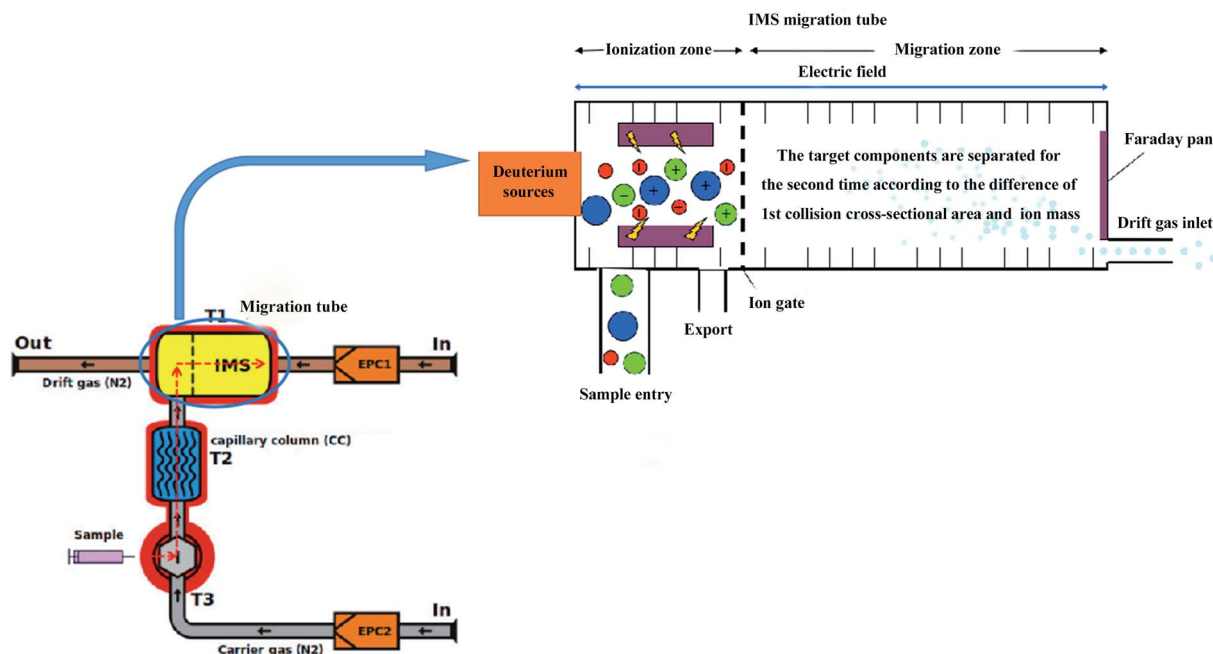 IMS migration tube
Ionization zone
Migration zone
Electric field
Deuterium
sources
The target components are separated for
the second time according to the difference of
1st collision cross-sectional area and ion mass
Faraday pan
Drift gas inlet
Ion gate
Export
Sample entry
T1
Migration tube
Out
In
IMS
EPC1
Drift gas (N2)
capillary column (CC)
T2
Sample
I
T3
In
EPC2
Carrier gas (N2)